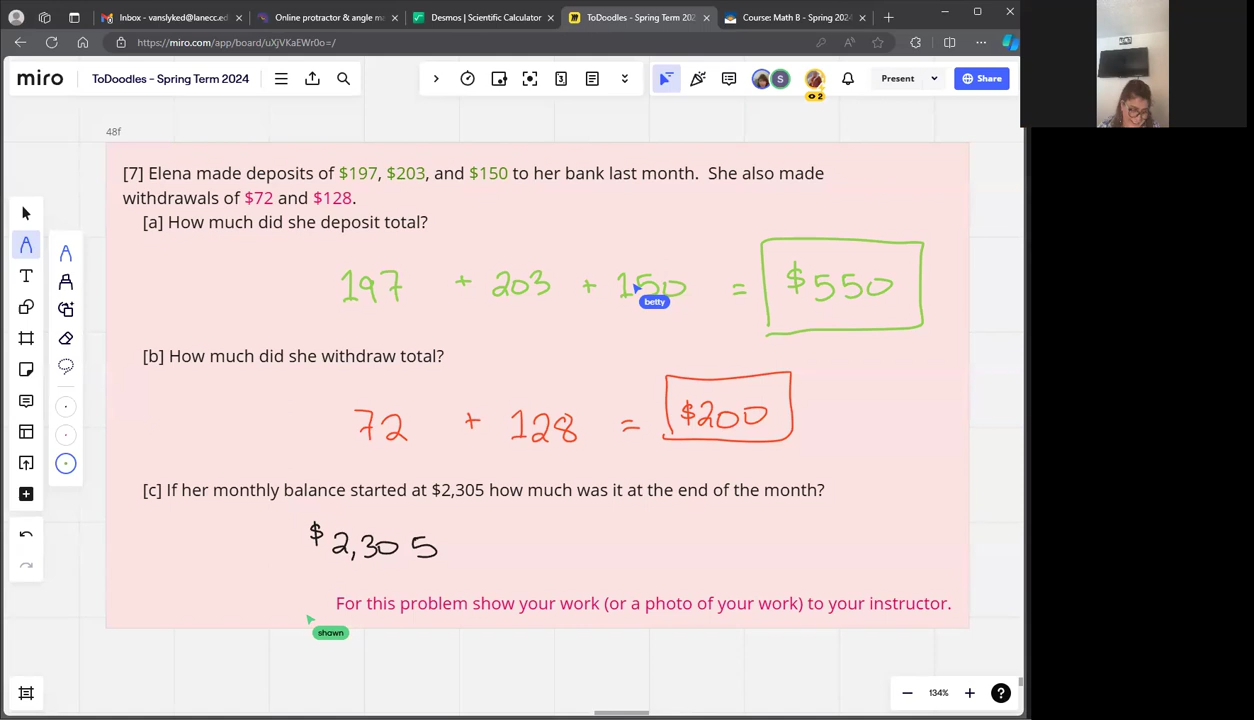 Inbox - vanslyked@lanecc.ed
Online protractor & angle m
Desmos | Scientific Calculator
ToDoodles - Spring Term 202
Course: Math B - Spring 202
https://miro.com/app/board/uXjVKaEWr0o=/
miro
ToDoodles - Spring Term 2024
3
S
2
Present
Share
48f
[7] Elena made deposits of $197, $203, and $150 to her bank last month. She also made
withdrawals of $72 and $128.
[a] How much did she deposit total?
197 + 203 + 150 = $550
betty
[b] How much did she withdraw total?
72 + 128 = $200
[c] If her monthly balance started at $2,305 how much was it at the end of the month?
$2,305
For this problem show your work (or a photo of your work) to your instructor.
shawn
134%
?